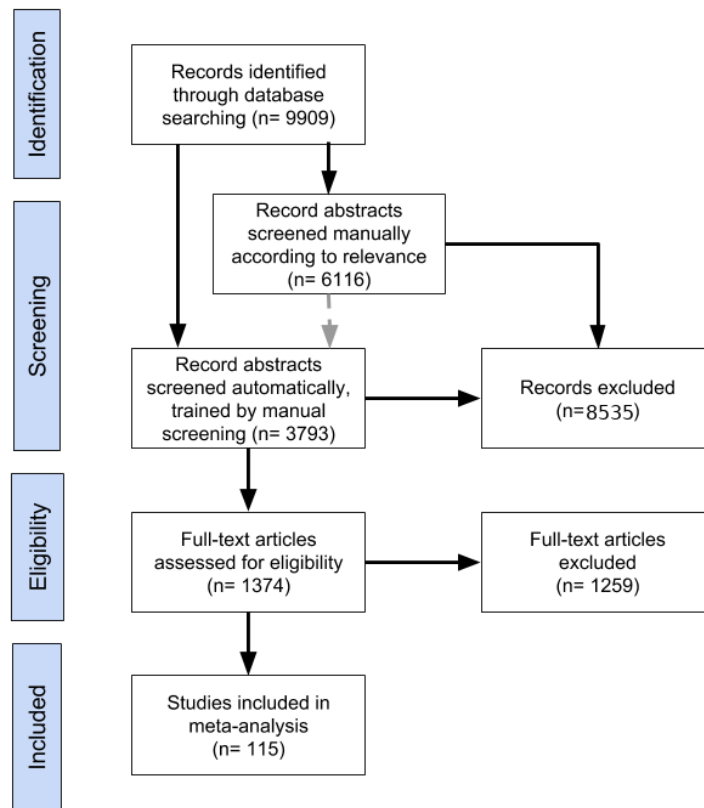 Identification
Records identified
through database
searching (n= 9909)
Screening
Record abstracts
screened manually
according to relevance
(n= 6116)
Record abstracts
screened automatically,
trained by manual
screening (n= 3793)
Records excluded
(n=8535)
Eligibility
Full-text articles
assessed for eligibility
(n= 1374)
Full-text articles
excluded
(n= 1259)
Included
Studies included in
meta-analysis
(n= 115)